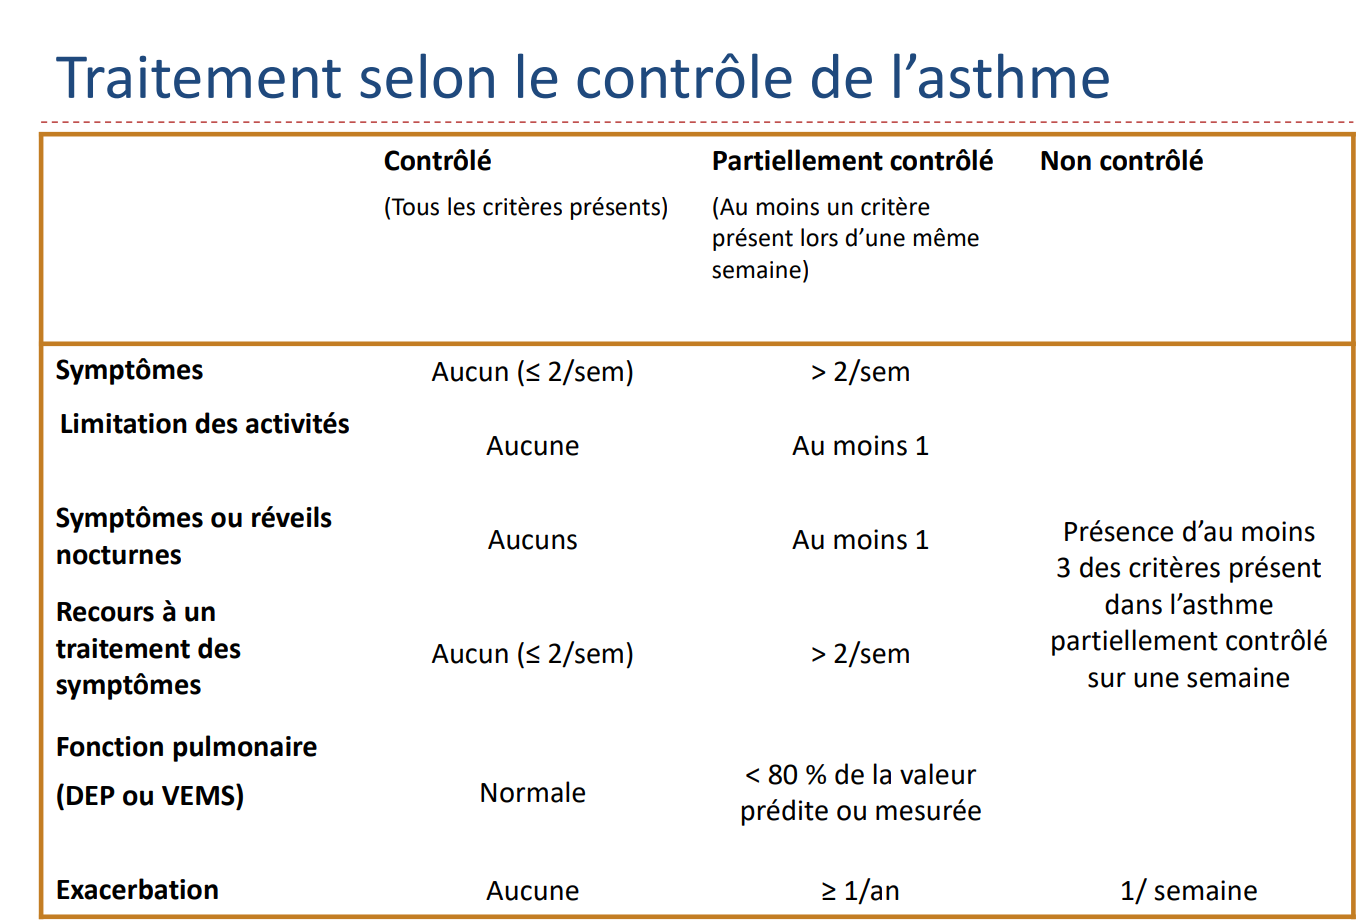 Traitement selon le contrôle de l’asthme
Contrôlé
Partiellement contrôlé
Non contrôlé
(Tous les critères présents)
(Au moins un critère
présent lors d’une même
semaine)
Symptômes
Aucun (≤ 2/sem)
> 2/sem
Limitation des activités
Aucune
Au moins 1
Symptômes ou réveils
nocturnes
Aucuns
Au moins 1
Recours à un
traitement des
symptômes
Aucun (≤ 2/sem)
> 2/sem
Présence d’au moins
3 des critères présent
dans l’asthme
partiellement contrôlé
sur une semaine
Fonction pulmonaire
(DEP ou VEMS)
Normale
< 80 % de la valeur
prédite ou mesurée
Exacerbation
Aucune
≥ 1/an
1/ semaine